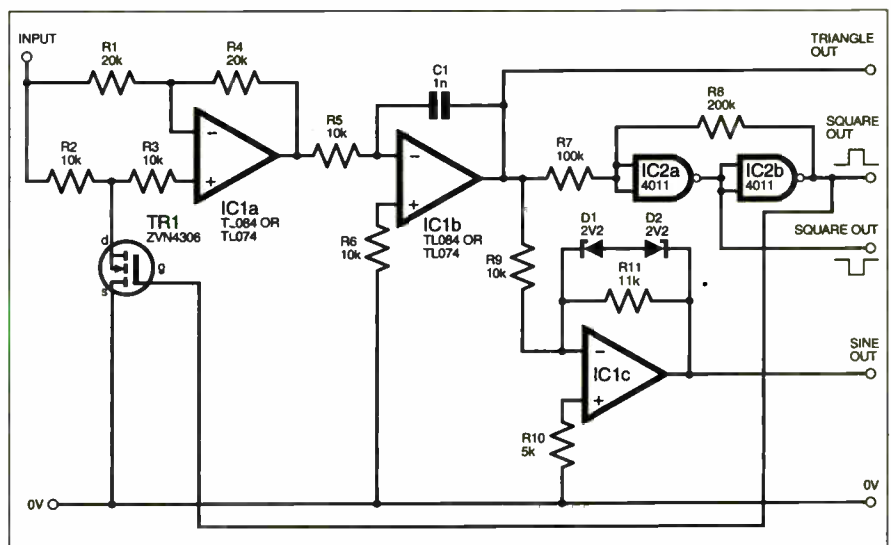 INPUT
R1
20k
R4
20k
R2
10k
R3
10k
−
+
IC1a
TL084 OR
TL074
TR1
ZVN4306
d
g
s
R5
10k
C1
1n
−
+
IC1b
TL084 OR
TL074
R6
10k
R7
100k
R8
200k
IC2a
4011
IC2b
4011
R9
10k
D1
2V2
D2
2V2
R11
11k
−
+
IC1c
R10
5k
TRIANGLE
OUT
SQUARE
OUT
SQUARE OUT
SINE
OUT
0V
0V